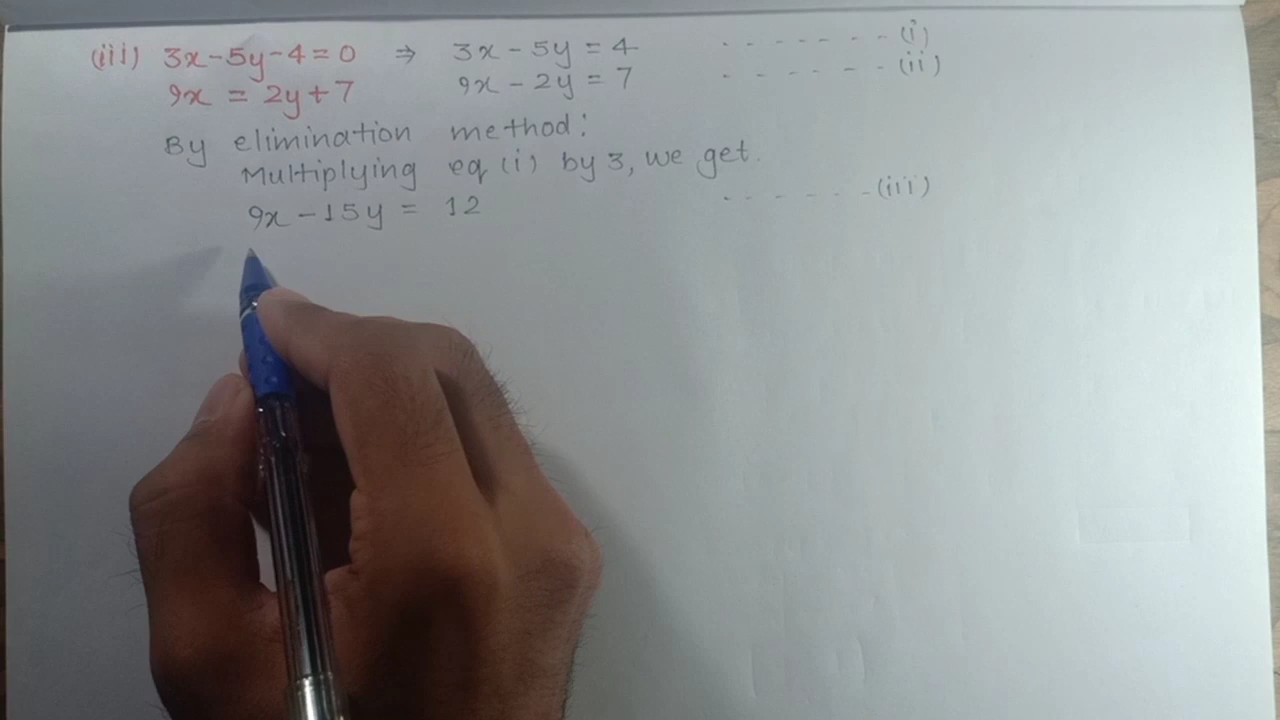 (iii) 3x-5y-4=0 ⇒ 3x-5y=4 ------- (i)
9x = 2y+7 9x-2y=7 ------ (ii)
By elimination method:
Multiplying eq (i) by 3, we get.
9x-15y = 12 ------ (iii)